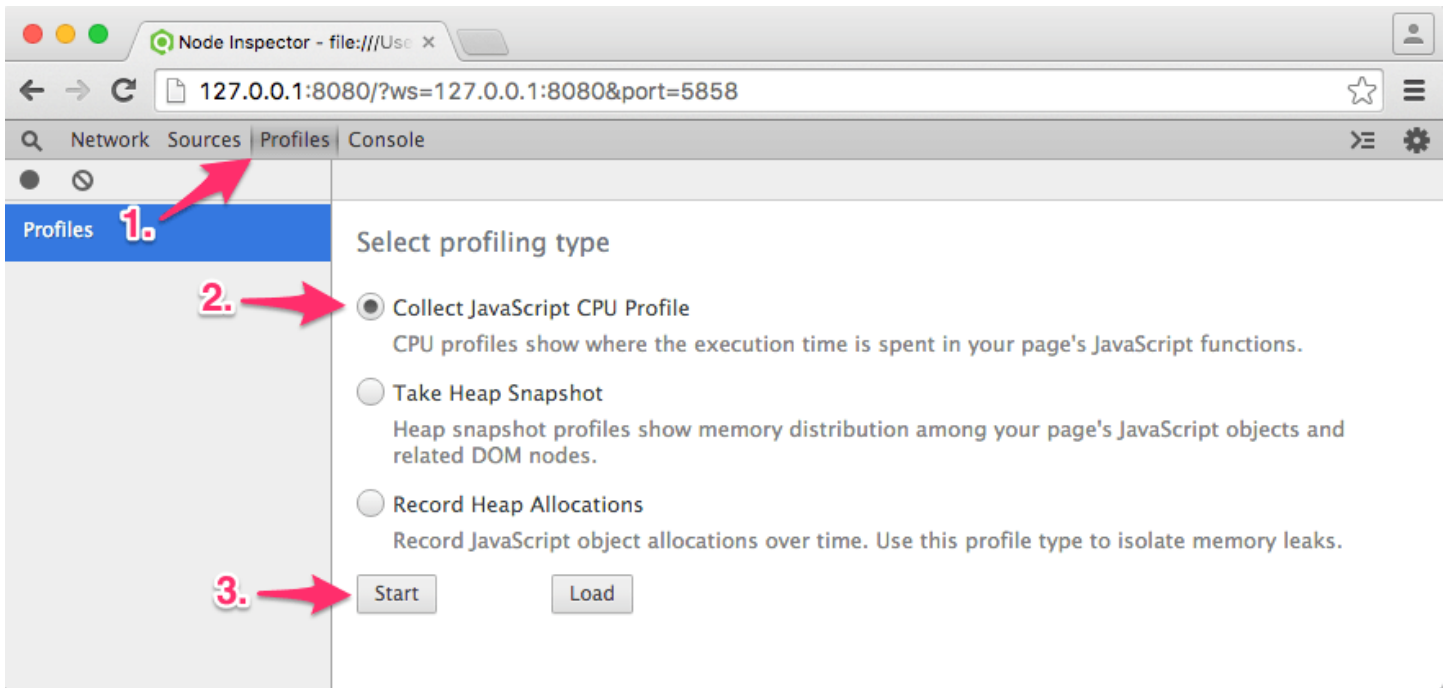 Node Inspector - file:///Use
127.0.0.1:8080/?ws=127.0.0.1:8080&port=5858
Network Sources Profiles Console
Profiles 1.
Select profiling type
2. Collect JavaScript CPU Profile
CPU profiles show where the execution time is spent in your page's JavaScript functions.
Take Heap Snapshot
Heap snapshot profiles show memory distribution among your page's JavaScript objects and
related DOM nodes.
Record Heap Allocations
Record JavaScript object allocations over time. Use this profile type to isolate memory leaks.
3. Start Load